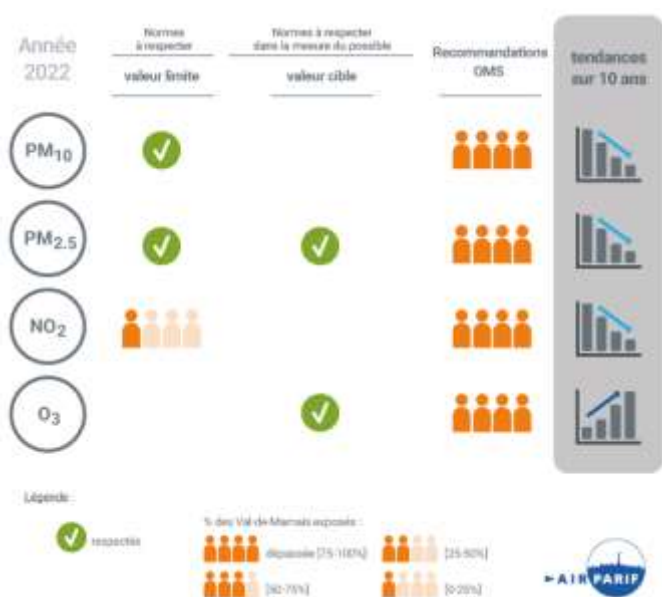 Année
2022
Normes
à respecter
valeur limite
Normes à respecter
dans la mesure du possible
valeur cible
Recommandations
OMS
tendances
sur 10 ans
PM10
PM2.5
NO2
O3
Légende :
respectés
% des Val-de-Marnais exposés :
dépassée [75-100%]
[25-50%]
[50-75%]
[0-25%]
AIRPARIF